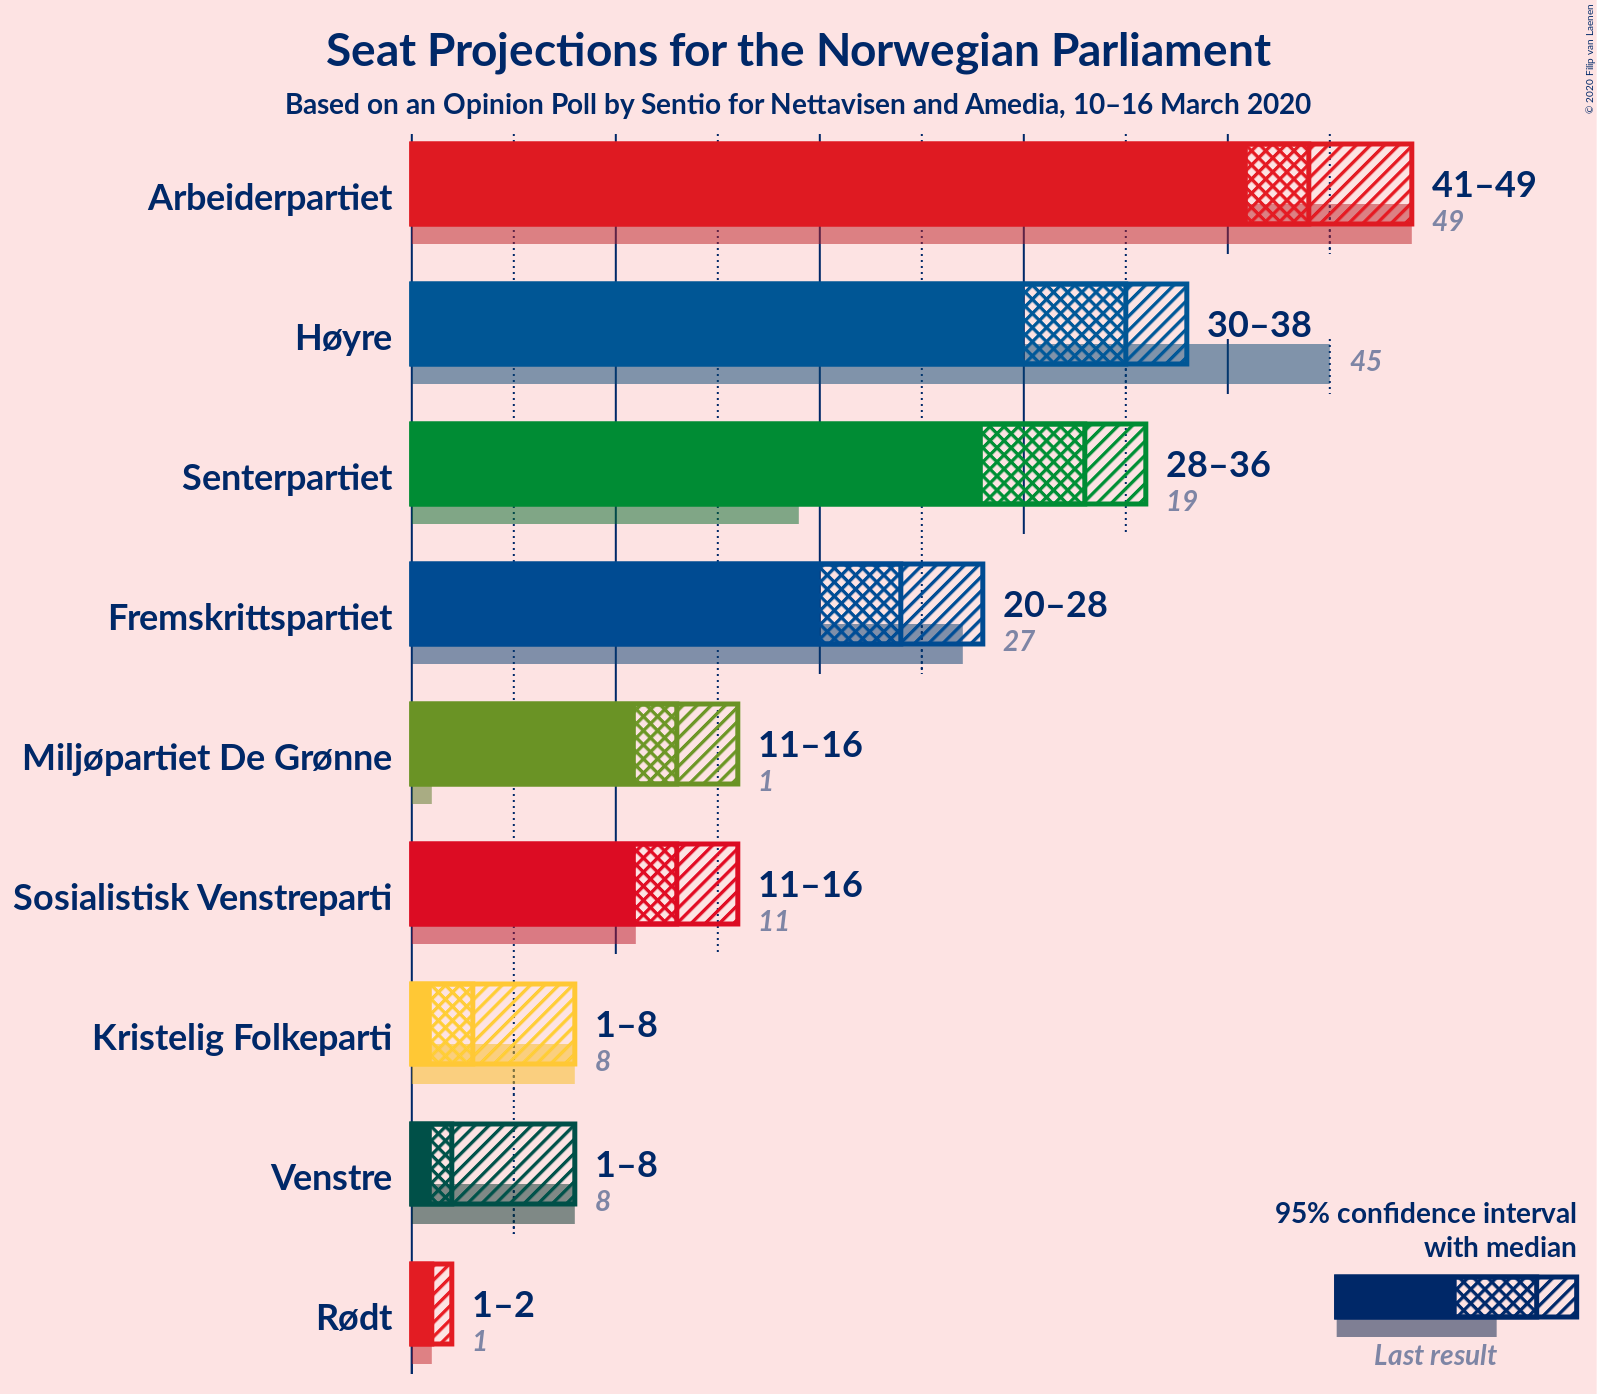 Seat Projections for the Norwegian Parliament
Based on an Opinion Poll by Sentio for Nettavisen and Amedia, 10–16 March 2020
© 2020 Filip van Laenen
Arbeiderpartiet
41–49
49
Høyre
30–38
45
Senterpartiet
28–36
19
Fremskrittspartiet
20–28
27
Miljøpartiet De Grønne
11–16
1
Sosialistisk Venstreparti
11–16
11
Kristelig Folkeparti
1–8
8
Venstre
1–8
8
Rødt
1–2
1
95% confidence interval
with median
Last result